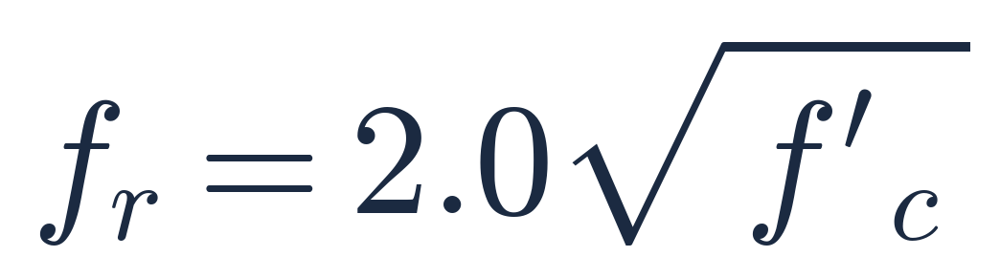 f_r = 2.0√(f'_c)